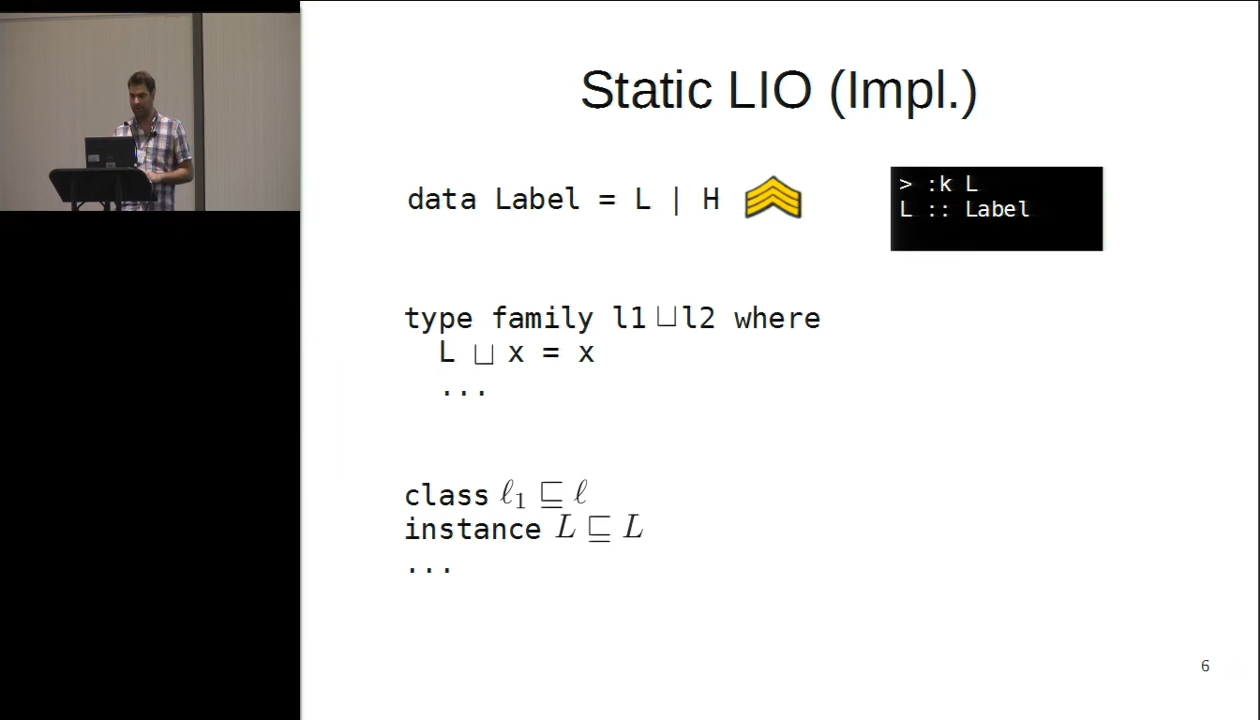 Static LIO (Impl.)
data Label = L | H
> :k L
L :: Label
type family l1 ⊔ l2 where
L ⊔ x = x
...
class ℓ₁ ⊑ ℓ
instance L ⊑ L
...
6